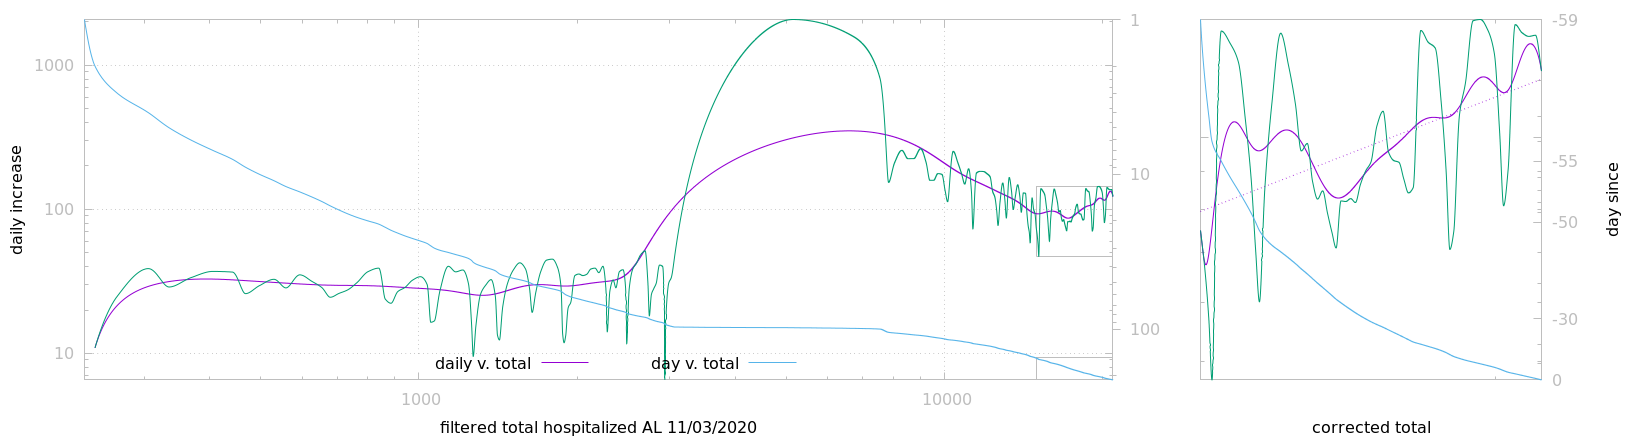 daily increase
1000
100
10
1000
10000
1
10
100
daily v. total
day v. total
filtered total hospitalized AL 11/03/2020
-59
-55
-50
-30
0
day since
corrected total